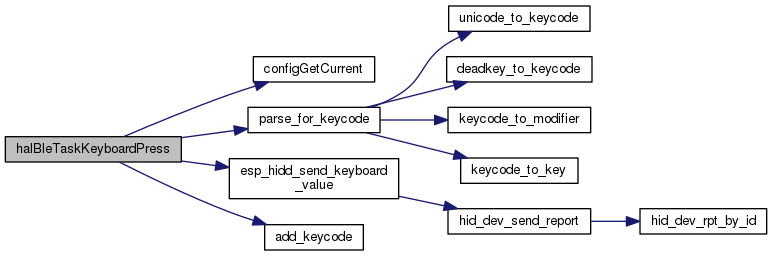 unicode_to_keycode
configGetCurrent
deadkey_to_keycode
parse_for_keycode
keycode_to_modifier
halBleTaskKeyboardPress
keycode_to_key
esp_hidd_send_keyboard
_value
hid_dev_send_report
hid_dev_rpt_by_id
add_keycode